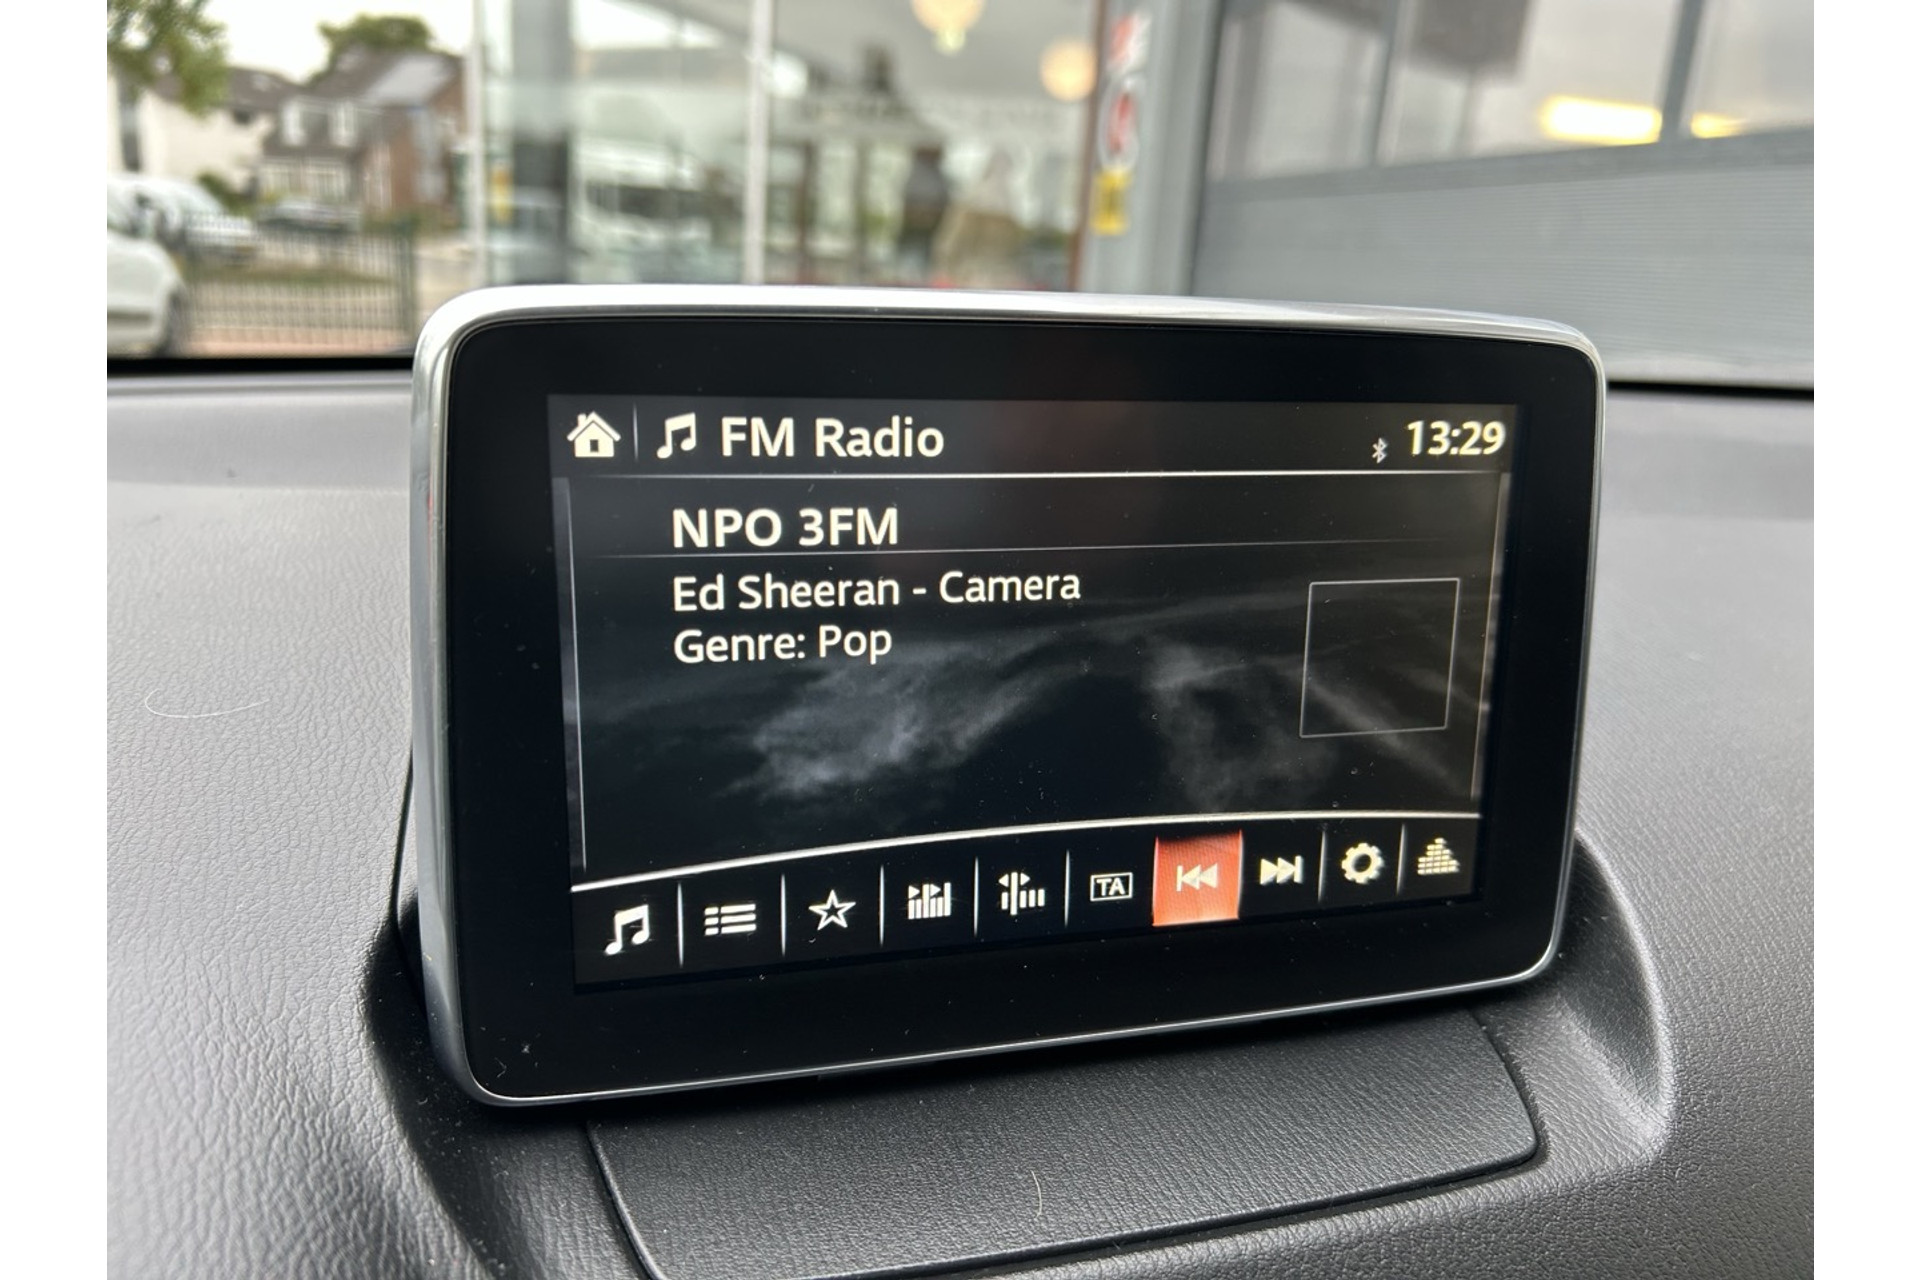 FM Radio 13:29
NPO 3FM
Ed Sheeran - Camera
Genre: Pop
TA